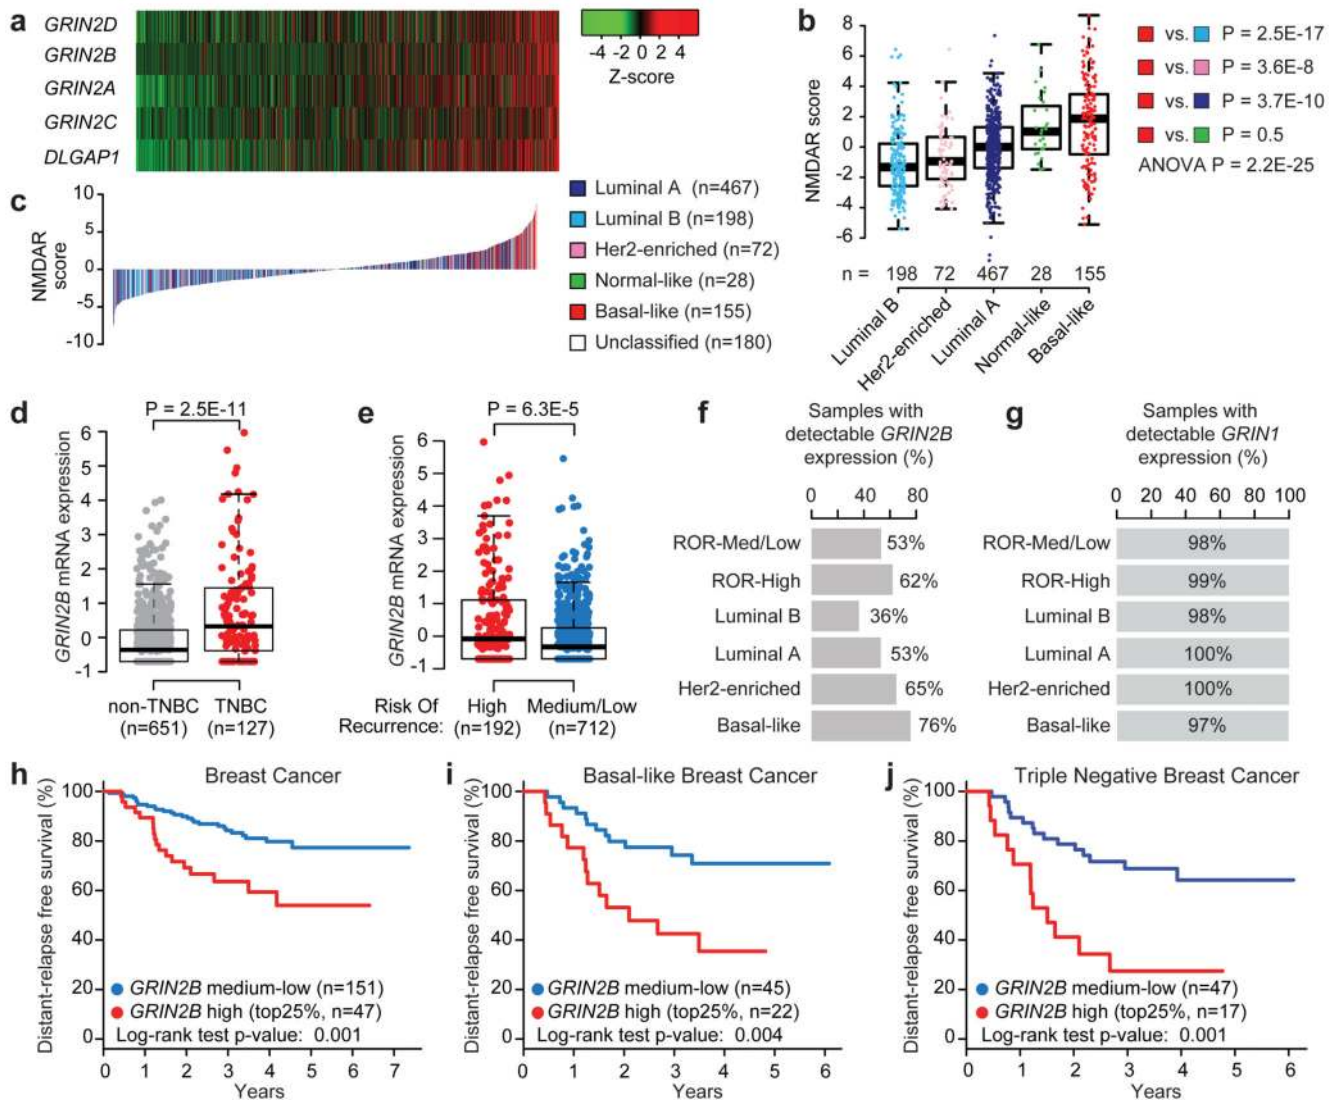 a
GRIN2D
GRIN2B
GRIN2A
GRIN2C
DLGAP1
-4 -2 0 2 4
Z-score
b
NMDAR score
8
6
4
2
0
-2
-4
-6
n = 198 72 467 28 155
Luminal B
Her2-enriched
Luminal A
Normal-like
Basal-like
vs. P = 2.5E-17
vs. P = 3.6E-8
vs. P = 3.7E-10
vs. P = 0.5
ANOVA P = 2.2E-25
c
NMDAR
score
10
5
0
-5
-10
Luminal A (n=467)
Luminal B (n=198)
Her2-enriched (n=72)
Normal-like (n=28)
Basal-like (n=155)
Unclassified (n=180)
d
P = 2.5E-11
GRIN2B mRNA expression
6
5
4
3
2
1
0
-1
non-TNBC TNBC
(n=651) (n=127)
e
P = 6.3E-5
GRIN2B mRNA expression
6
5
4
3
2
1
0
-1
Risk Of High Medium/Low
Recurrence: (n=192) (n=712)
f
Samples with
detectable GRIN2B
expression (%)
0 40 60 80
ROR-Med/Low 53%
ROR-High 62%
Luminal B 36%
Luminal A 53%
Her2-enriched 65%
Basal-like 76%
g
Samples with
detectable GRIN1
expression (%)
0 20 40 60 80 100
ROR-Med/Low 98%
ROR-High 99%
Luminal B 98%
Luminal A 100%
Her2-enriched 100%
Basal-like 97%
h
Breast Cancer
Distant-relapse free survival (%)
100
80
60
40
20
0
GRIN2B medium-low (n=151)
GRIN2B high (top25%, n=47)
Log-rank test p-value: 0.001
0 1 2 3 4 5 6 7
Years
i
Basal-like Breast Cancer
Distant-relapse free survival (%)
100
80
60
40
20
0
GRIN2B medium-low (n=45)
GRIN2B high (top25%, n=22)
Log-rank test p-value: 0.004
0 1 2 3 4 5 6
Years
j
Triple Negative Breast Cancer
Distant-relapse free survival (%)
100
80
60
40
20
0
GRIN2B medium-low (n=47)
GRIN2B high (top25%, n=17)
Log-rank test p-value: 0.001
0 1 2 3 4 5 6
Years